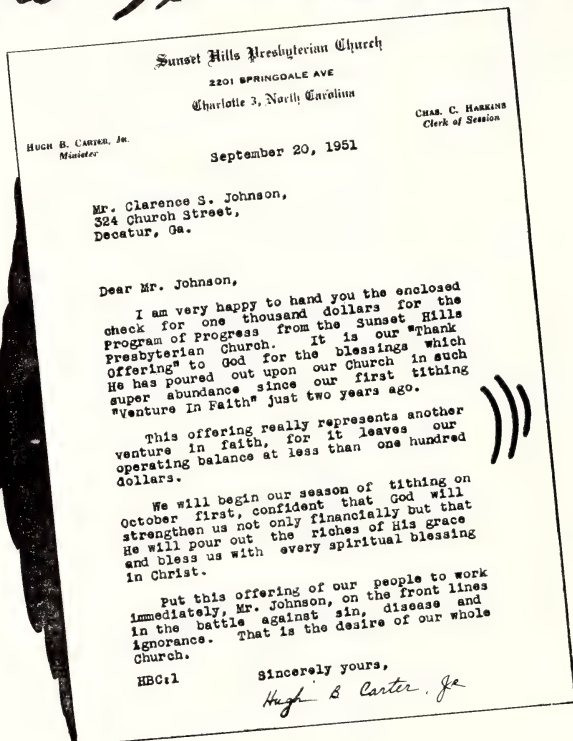 Sunset Hills Presbyterian Church
2201 SPRINGDALE AVE
Charlotte 3, North Carolina
HUGH B. CARTER, JR.
Minister
CHAS. C. HARKINS
Clerk of Session
September 20, 1951
Mr. Clarence S. Johnson,
324 Church Street,
Decatur, Ga.
Dear Mr. Johnson,
I am very happy to hand you the enclosed
check for one thousand dollars for the
Program of Progress from the Sunset Hills
Presbyterian Church. It is our "Thank
Offering" to God for the blessings which
He has poured out upon our Church in such
super abundance since our first tithing
"Venture In Faith" just two years ago.
This offering really represents another
venture in faith, for it leaves our
operating balance at less than one hundred
dollars.
We will begin our season of tithing on
October first, confident that God will
strengthen us not only financially but that
He will pour out the riches of His grace
and bless us with every spiritual blessing
in Christ.
Put this offering of our people to work
immediately, Mr. Johnson, on the front lines
in the battle against sin, disease and
ignorance. That is the desire of our whole
Church.
Sincerely yours,
HBC:l
Hugh B Carter, Jr